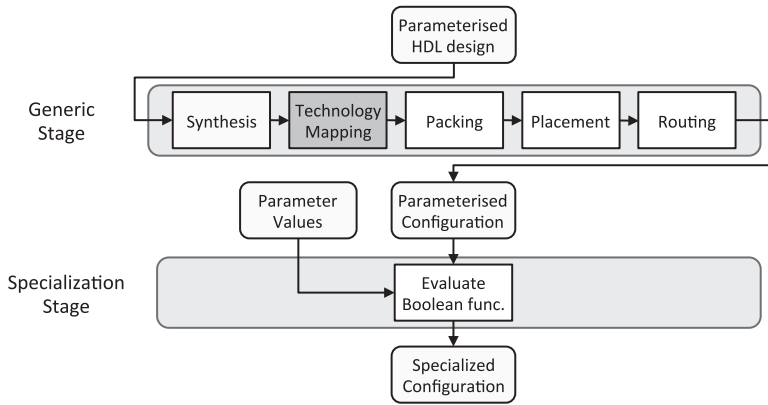 Parameterised
HDL design
Generic
Stage
Synthesis
Technology
Mapping
Packing
Placement
Routing
Parameter
Values
Parameterised
Configuration
Specialization
Stage
Evaluate
Boolean func.
Specialized
Configuration